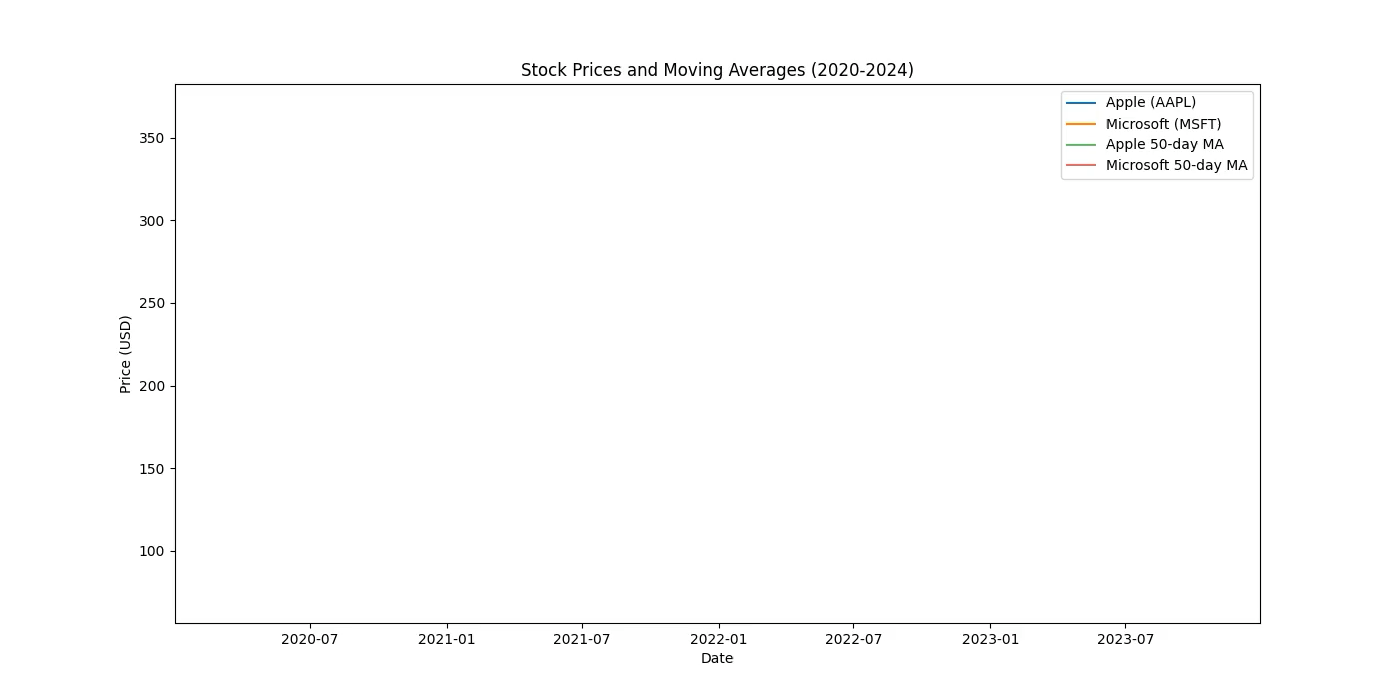 Stock Prices and Moving Averages (2020-2024)
Apple (AAPL)
Microsoft (MSFT)
Apple 50-day MA
Microsoft 50-day MA
350
300
250
200
150
100
Price (USD)
2020-07
2021-01
2021-07
2022-01
2022-07
2023-01
2023-07
Date